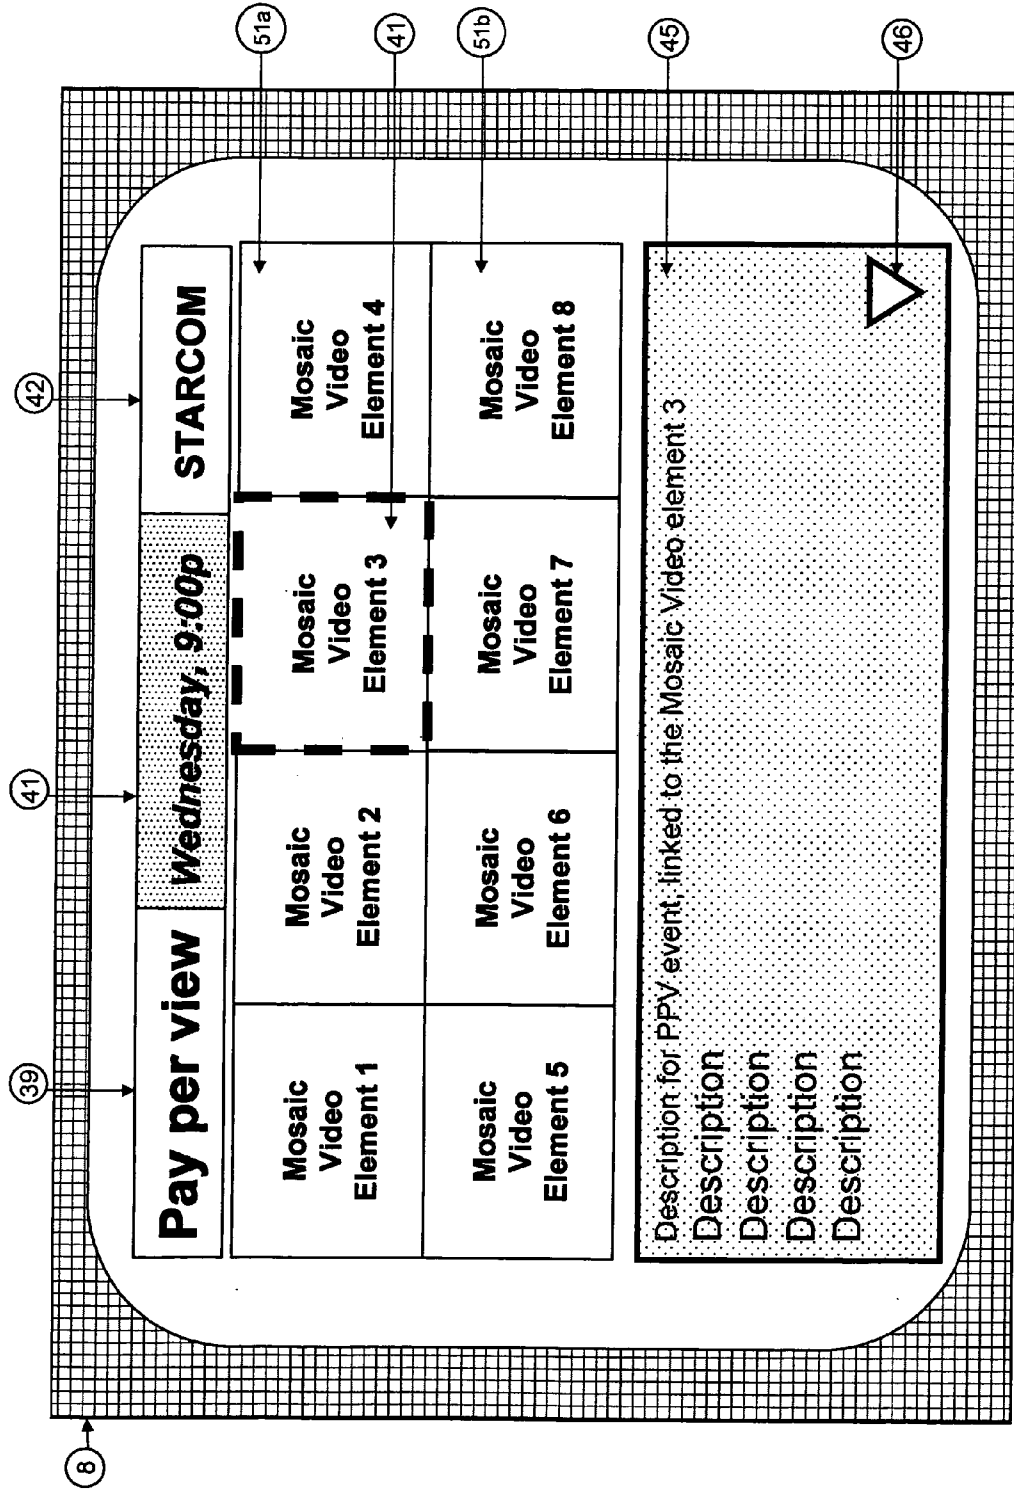 39
41
42
8
Pay per view
Wednesday, 9:00p
STARCOM
51a
41
51b
45
46
Mosaic
Video
Element 1
Mosaic
Video
Element 2
Mosaic
Video
Element 3
Mosaic
Video
Element 4
Mosaic
Video
Element 5
Mosaic
Video
Element 6
Mosaic
Video
Element 7
Mosaic
Video
Element 8
Description for PPV event, linked to the Mosaic Video element 3
Description
Description
Description
Description